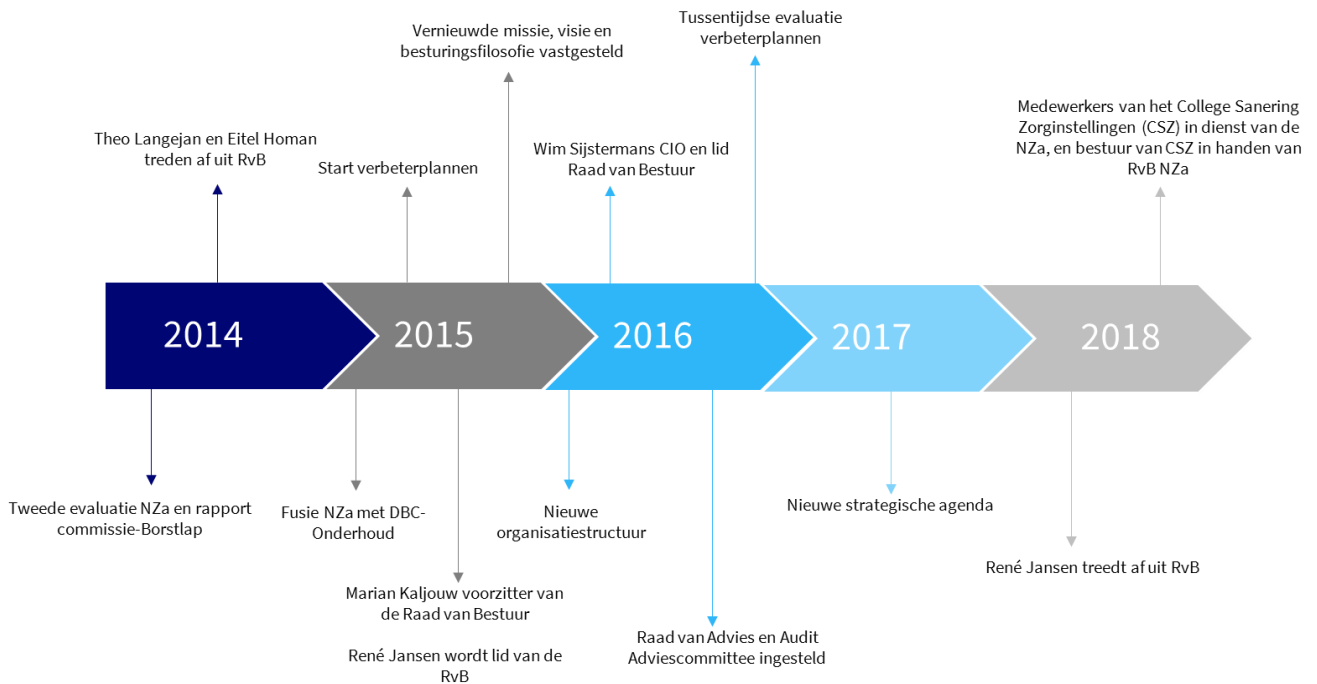 Vernieuwde missie, visie en
besturingsfilosofie vastgesteld
Tussentijdse evaluatie
verbeterplannen
Theo Langejan en Eitel Homan
treden af uit RvB
Start verbeterplannen
Wim Sijstermans CIO en lid
Raad van Bestuur
Medewerkers van het College Sanering
Zorginstellingen (CSZ) in dienst van de
NZa, en bestuur van CSZ in handen van
RvB NZa
2014
2015
2016
2017
2018
Tweede evaluatie NZa en rapport
commissie-Borstlap
Fusie NZa met DBC-
Onderhoud
Marian Kaljouw voorzitter van
de Raad van Bestuur
René Jansen wordt lid van de
RvB
Nieuwe
organisatiestructuur
Raad van Advies en Audit
Adviescommittee ingesteld
Nieuwe strategische agenda
René Jansen treedt af uit RvB